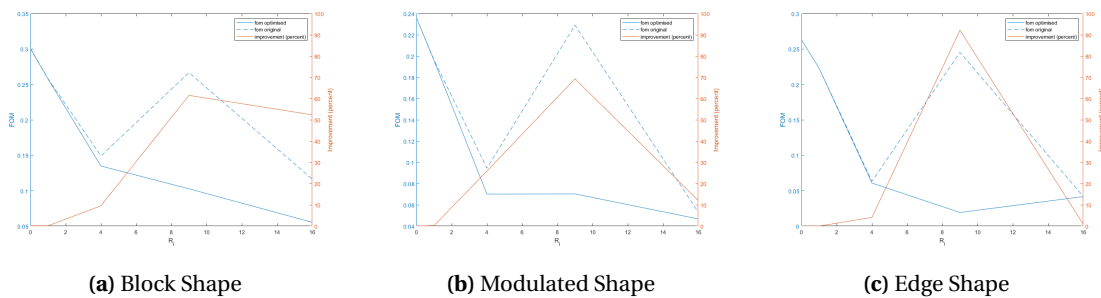 fom optimised
fom original
improvement (percent)
0.35
0.3
0.25
0.2
0.15
0.1
0.05
FOM
100
90
80
70
60
50
40
30
20
10
0
Improvement (percent)
0 2 4 6 8 10 12 14 16
R_i
(a) Block Shape
fom optimised
fom original
improvement (percent)
0.24
0.22
0.2
0.18
0.16
0.14
0.12
0.1
0.08
0.06
0.04
FOM
100
90
80
70
60
50
40
30
20
10
0
Improvement (percent)
0 2 4 6 8 10 12 14 16
R_i
(b) Modulated Shape
fom optimised
fom original
improvement (percent)
0.3
0.25
0.2
0.15
0.1
0.05
0
FOM
100
90
80
70
60
50
40
30
20
10
0
Improvement (percent)
0 2 4 6 8 10 12 14 16
R_i
(c) Edge Shape